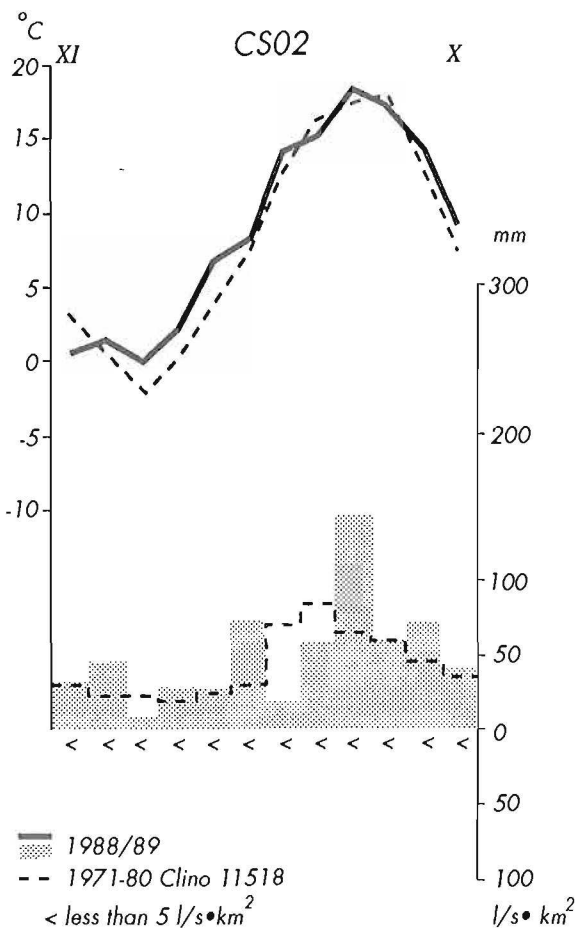 °C
XI CS02 X
20
15
10
5
0
-5
-10
mm
300
200
100
50
0
50
100
< < < < < < < < < < < <
1988/89
1971-80 Clino 11518
< less than 5 l/s•km²
l/s•km²